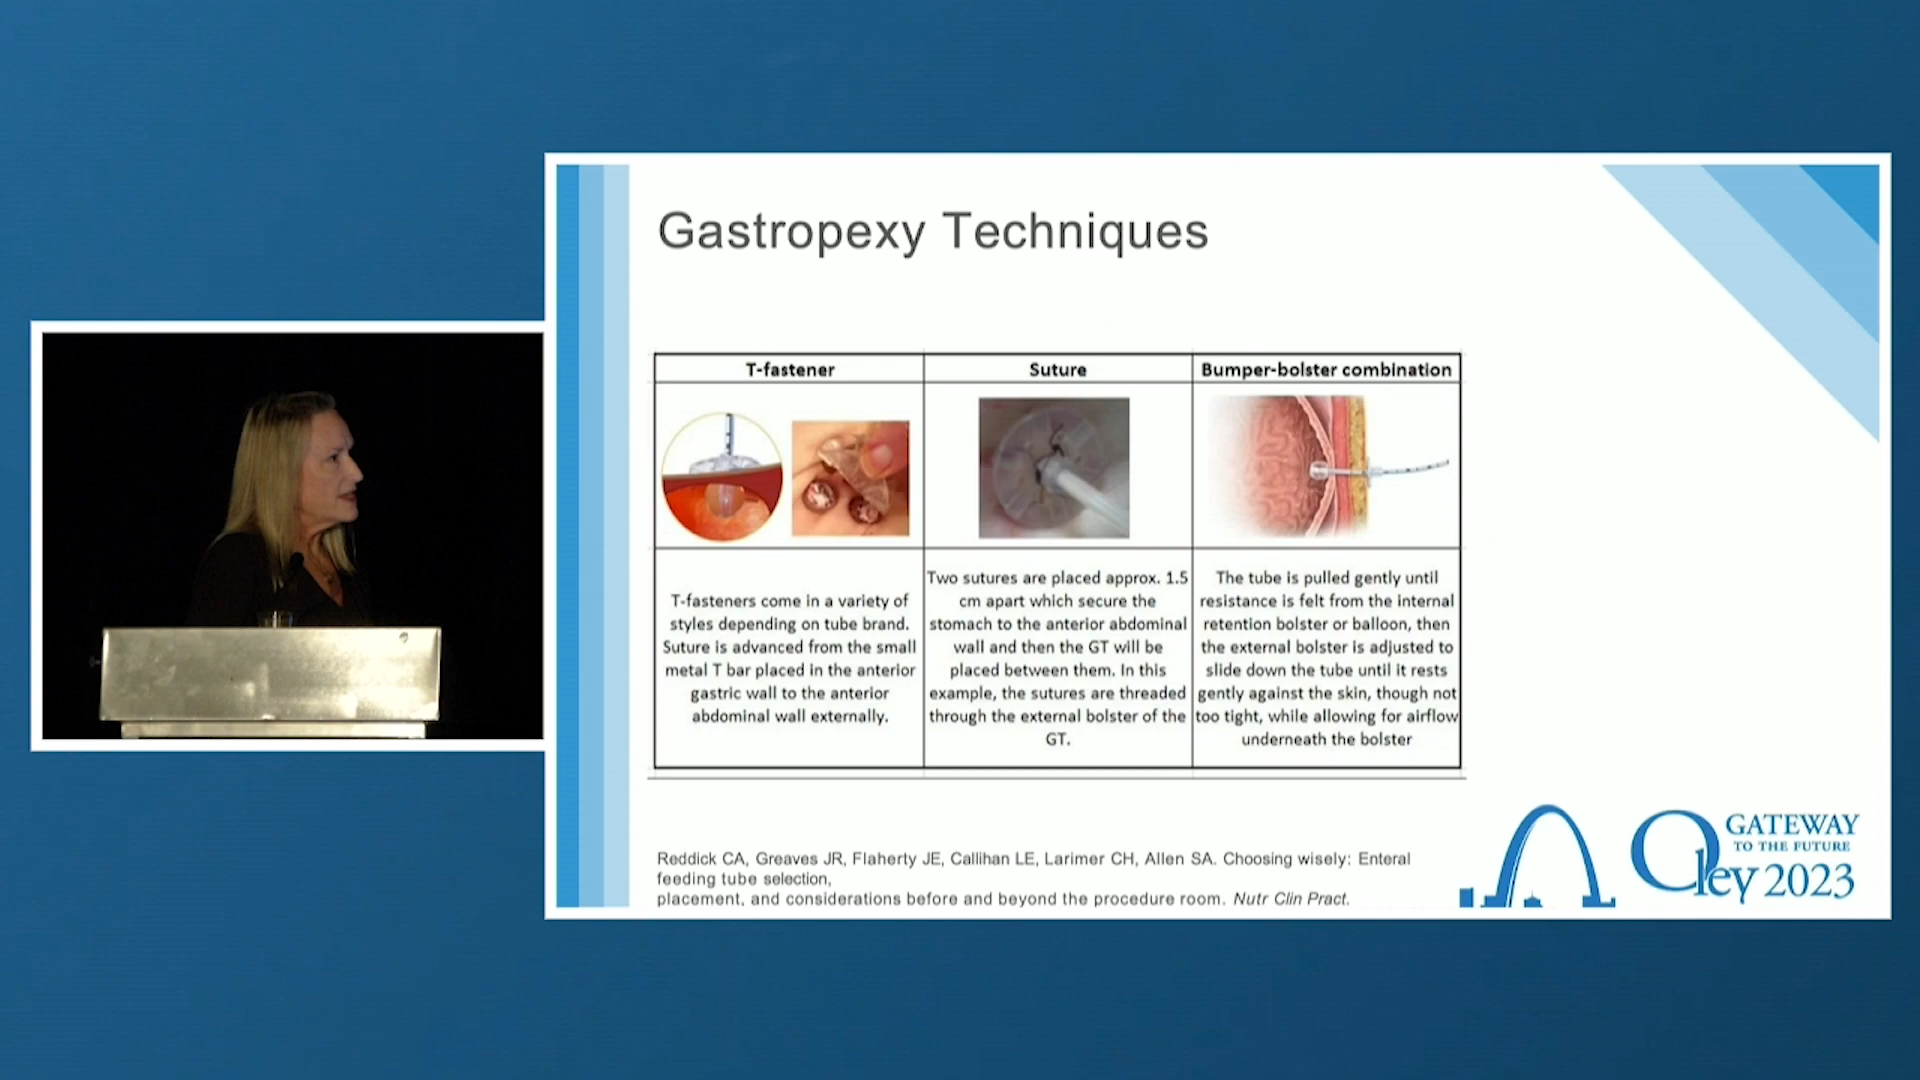 Gastropexy Techniques
T-fastener
Suture
Bumper-bolster combination
T-fasteners come in a variety of
styles depending on tube brand.
Suture is advanced from the small
metal T bar placed in the anterior
gastric wall to the anterior
abdominal wall externally.
Two sutures are placed approx. 1.5
cm apart which secure the
stomach to the anterior abdominal
wall and then the GT will be
placed between them. In this
example, the sutures are threaded
through the external bolster of the
GT.
The tube is pulled gently until
resistance is felt from the internal
retention bolster or balloon, then
the external bolster is adjusted to
slide down the tube until it rests
gently against the skin, though not
too tight, while allowing for airflow
underneath the bolster
Reddick CA, Greaves JR, Flaherty JE, Callihan LE, Larimer CH, Allen SA. Choosing wisely: Enteral
feeding tube selection,
placement, and considerations before and beyond the procedure room. Nutr Clin Pract.
GATEWAY
TO THE FUTURE
Oley 2023